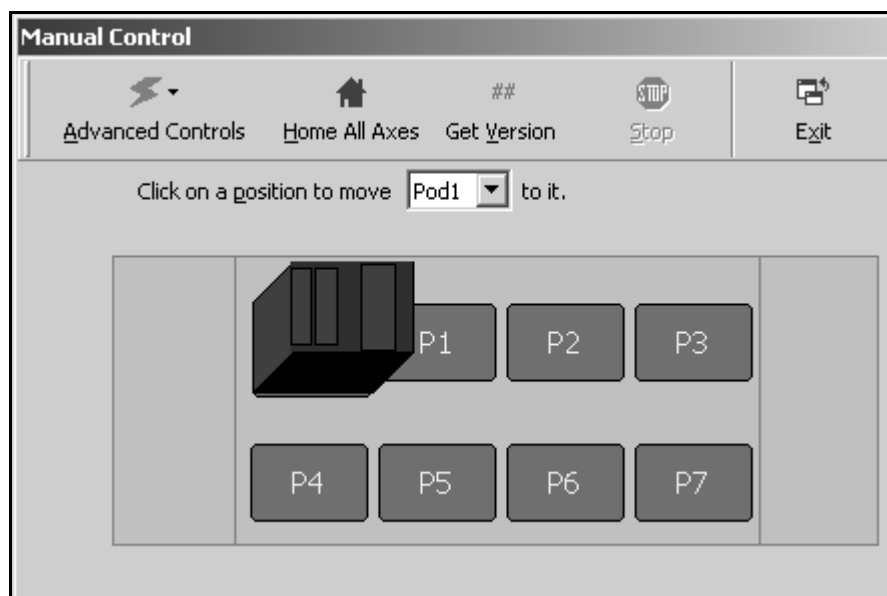 Manual Control
Advanced Controls Home All Axes ## Get Version STOP Stop Exit
Click on a position to move Pod1 to it.
P1 P2 P3
P4 P5 P6 P7